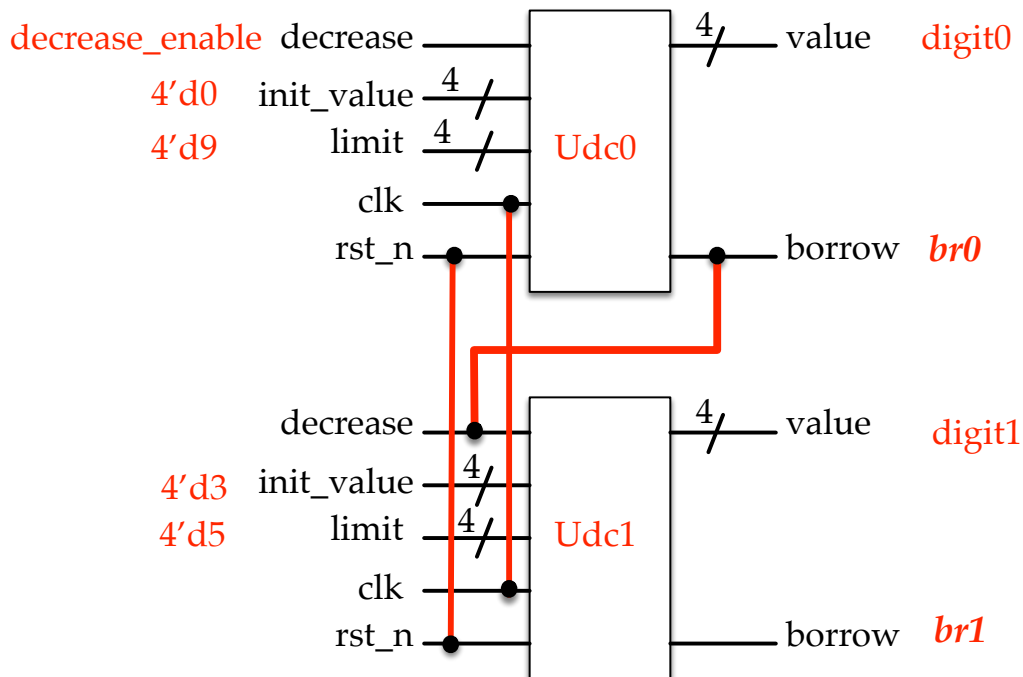 decrease_enable decrease 4 value digit0
4’d0 init_value 4
4’d9 limit 4 Udc0
clk
rst_n borrow br0
decrease 4 value digit1
4’d3 init_value 4
4’d5 limit 4 Udc1
clk
rst_n borrow br1